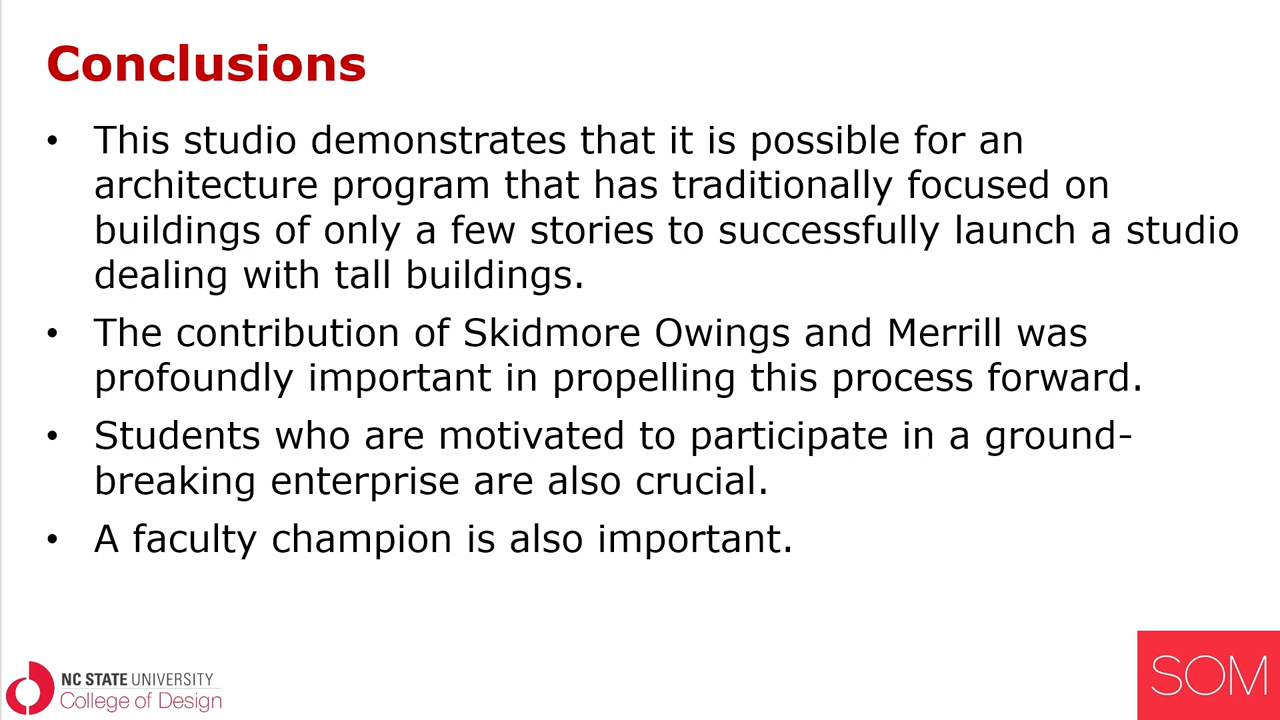 Conclusions
• This studio demonstrates that it is possible for an
architecture program that has traditionally focused on
buildings of only a few stories to successfully launch a studio
dealing with tall buildings.
• The contribution of Skidmore Owings and Merrill was
profoundly important in propelling this process forward.
• Students who are motivated to participate in a ground-
breaking enterprise are also crucial.
• A faculty champion is also important.
NC STATE UNIVERSITY
College of Design
SOM